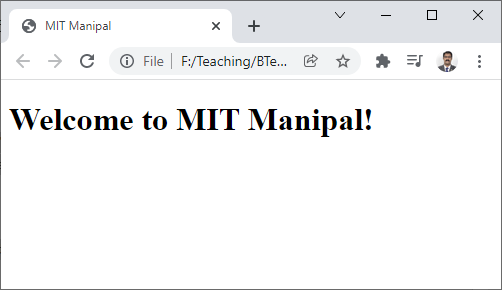 MIT Manipal
File F:/Teaching/BTe...
Welcome to MIT Manipal!